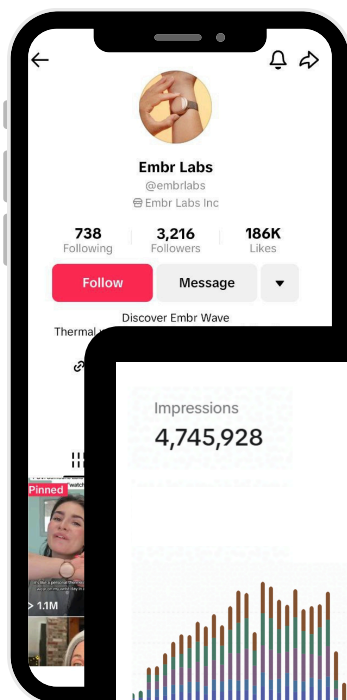 Embr Labs
@embrlabs
Embr Labs Inc
738 3,216 186K
Following Followers Likes
Follow Message
Discover Embr Wave
Thermal
Impressions
4,745,928
Pinned
1.1M